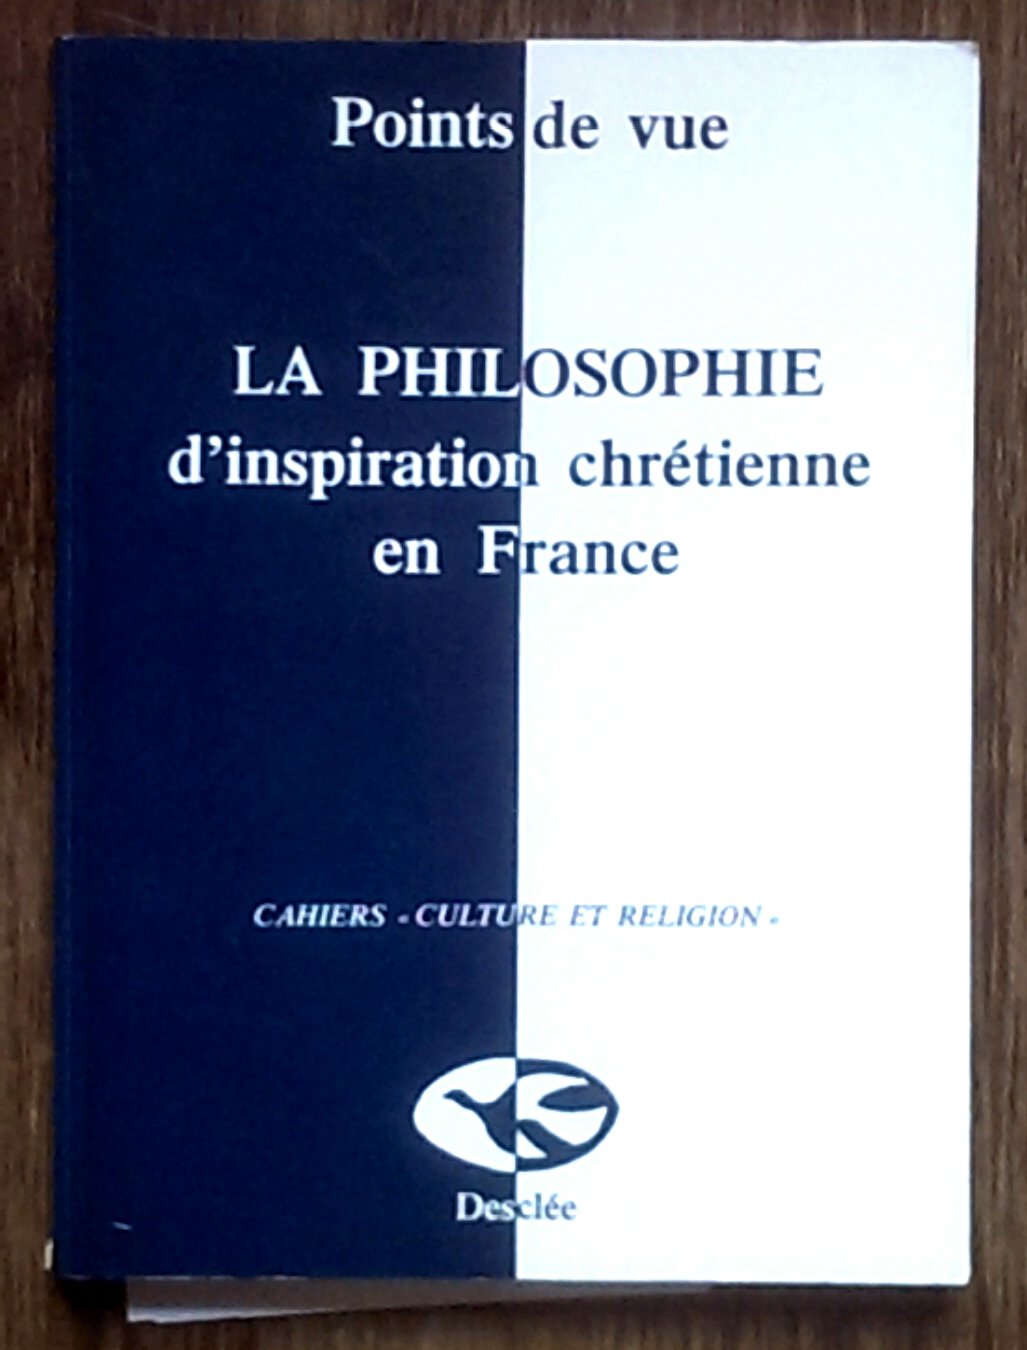 Points de vue
LA PHILOSOPHIE
d'inspiration chrétienne
en France
CAHIERS « CULTURE ET RELIGION »
Desclée